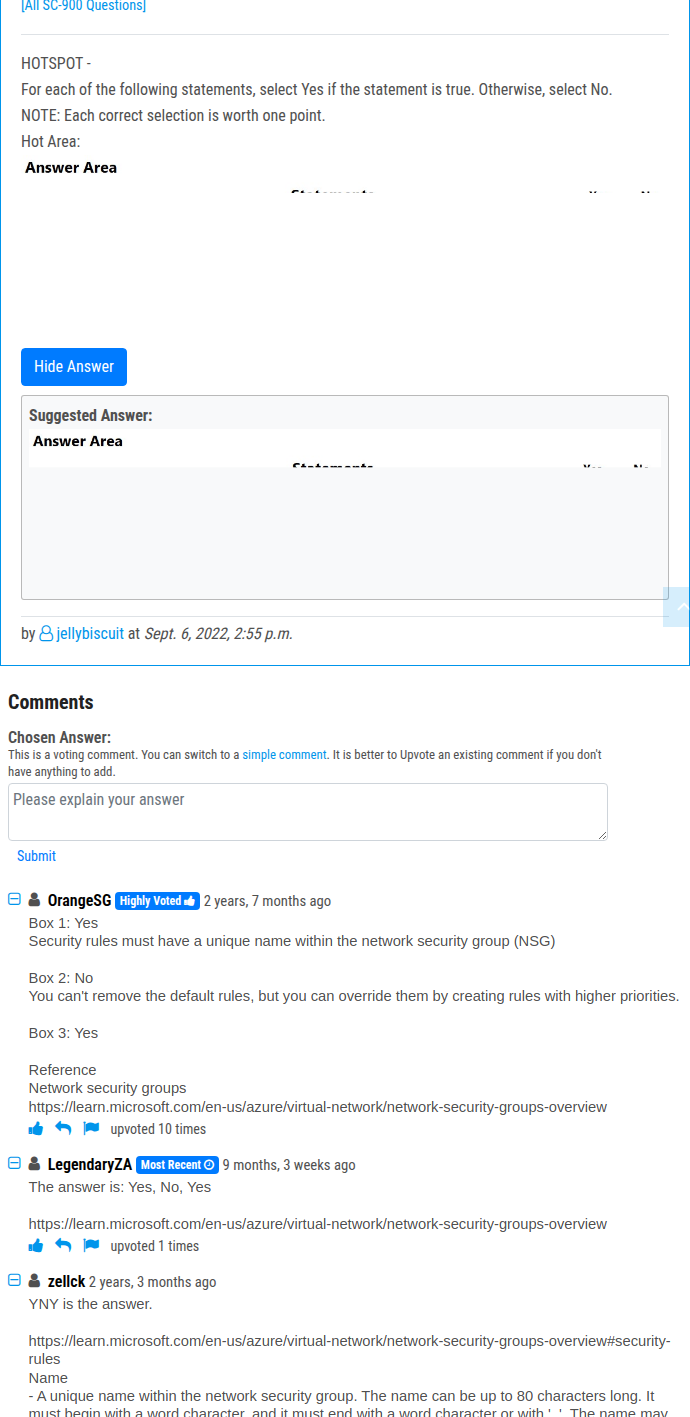 [All SC-900 Questions]
HOTSPOT -
For each of the following statements, select Yes if the statement is true. Otherwise, select No.
NOTE: Each correct selection is worth one point.
Hot Area:
Answer Area
Statements Yes No
Hide Answer
Suggested Answer:
Answer Area
Statements Yes No
by jellybiscuit at Sept. 6, 2022, 2:55 p.m.
Comments
Chosen Answer:
This is a voting comment. You can switch to a simple comment. It is better to Upvote an existing comment if you don't
have anything to add.
Please explain your answer
Submit
OrangeSG Highly Voted 2 years, 7 months ago
Box 1: Yes
Security rules must have a unique name within the network security group (NSG)
Box 2: No
You can't remove the default rules, but you can override them by creating rules with higher priorities.
Box 3: Yes
Reference
Network security groups
https://learn.microsoft.com/en-us/azure/virtual-network/network-security-groups-overview
upvoted 10 times
LegendaryZA Most Recent 9 months, 3 weeks ago
The answer is: Yes, No, Yes
https://learn.microsoft.com/en-us/azure/virtual-network/network-security-groups-overview
upvoted 1 times
zellck 2 years, 3 months ago
YNY is the answer.
https://learn.microsoft.com/en-us/azure/virtual-network/network-security-groups-overview#security-
rules
Name
- A unique name within the network security group. The name can be up to 80 characters long. It
must begin with a word character, and it must end with a word character or with '_'. The name may